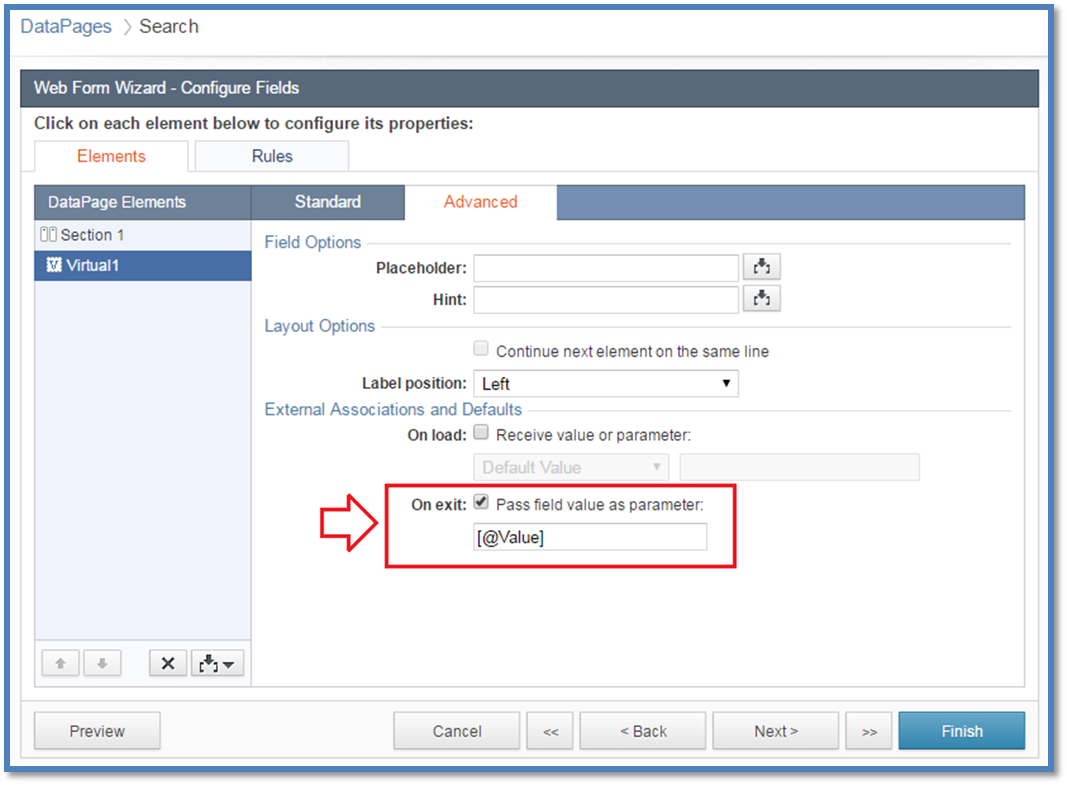 DataPages > Search
Web Form Wizard - Configure Fields
Click on each element below to configure its properties:
Elements Rules
DataPage Elements Standard Advanced
Section 1
Virtual1
Field Options
Placeholder:
Hint:
Layout Options
Continue next element on the same line
Label position: Left
External Associations and Defaults
On load: Receive value or parameter:
Default Value
On exit: Pass field value as parameter:
[@Value]
Preview Cancel << < Back Next > >> Finish